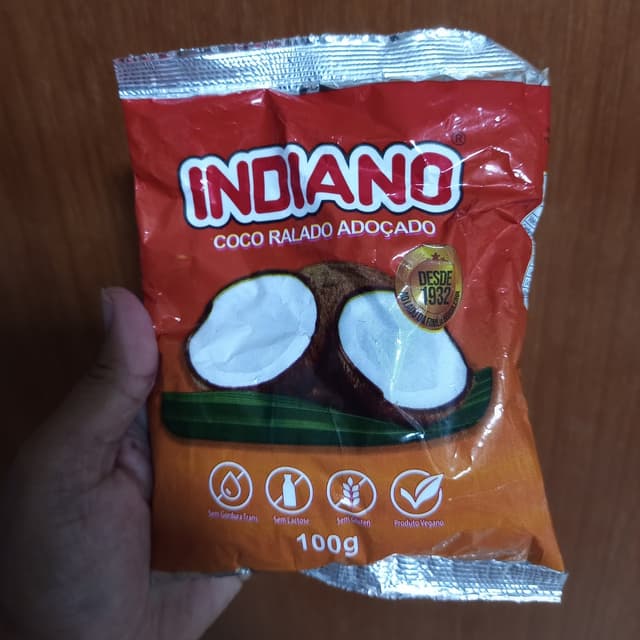 INDIANO
®
COCO RALADO ADOÇADO
DESDE
1932
Sem Gordura Trans
Sem Lactose
Sem Glúten
Produto Vegano
100g